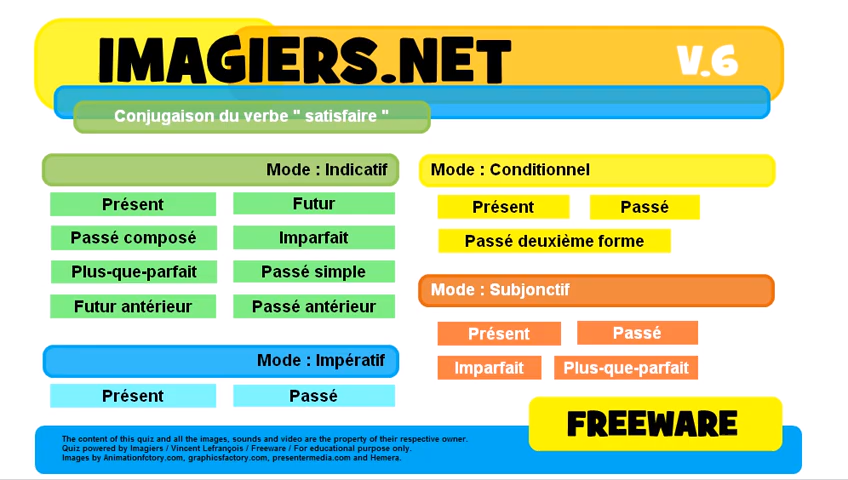 IMAGIERS.NET
V.6
Conjugaison du verbe " satisfaire "
Mode : Indicatif
Présent
Futur
Passé composé
Imparfait
Plus-que-parfait
Passé simple
Futur antérieur
Passé antérieur
Mode : Impératif
Présent
Passé
Mode : Conditionnel
Présent
Passé
Passé deuxième forme
Mode : Subjonctif
Présent
Passé
Imparfait
Plus-que-parfait
FREEWARE
The content of this quiz and all the images, sounds and video are the property of their respective owner.
Quiz powered by Imagiers / Vincent Lefrançois / Freeware / For educational purpose only.
Images by Animationfctory.com, graphicsfactory.com, presentermedia.com and Hemera.